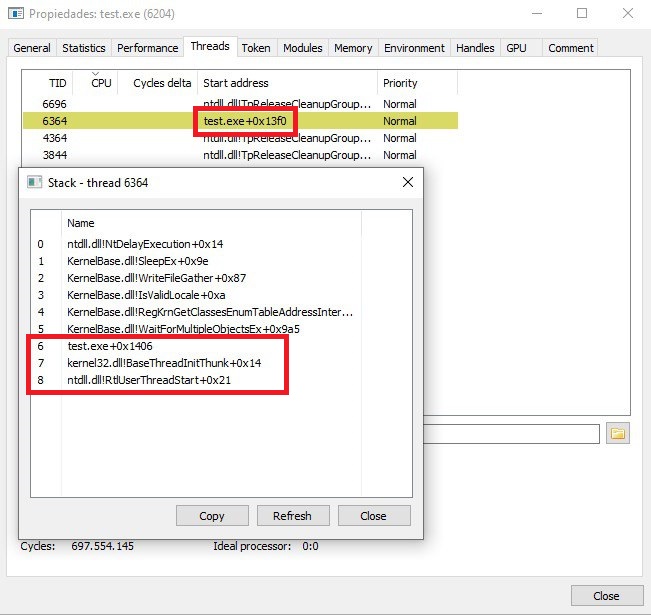 Propiedades: test.exe (6204)
General Statistics Performance Threads Token Modules Memory Environment Handles GPU Comment
TID CPU Cycles delta Start address Priority
6696 ntdll.dll!TpReleaseCleanupGroup... Normal
6364 test.exe+0x13f0 Normal
4364 ntdll.dll!TpReleaseCleanupGroup... Normal
3844 ntdll.dll!TpReleaseCleanupGroup... Normal
Stack - thread 6364
Name
0 ntdll.dll!NtDelayExecution+0x14
1 KernelBase.dll!SleepEx+0x9e
2 KernelBase.dll!WriteFileGather+0x87
3 KernelBase.dll!IsValidLocale+0xa
4 KernelBase.dll!RegKrnGetClassesEnumTableAddressInter...
5 KernelBase.dll!WaitForMultipleObjectsEx+0x9a5
6 test.exe+0x1406
7 kernel32.dll!BaseThreadInitThunk+0x14
8 ntdll.dll!RtlUserThreadStart+0x21
Copy Refresh Close
Cycles: 697.554.145 Ideal processor: 0:0
Close